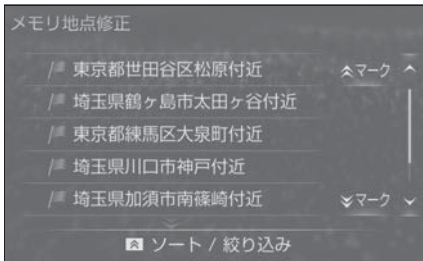 メモリ地点修正
東京都世田谷区松原付近
マーク
埼玉県鶴ヶ島市太田ヶ谷付近
東京都練馬区大泉町付近
埼玉県川口市神戸付近
埼玉県加須市南篠崎付近
マーク
ソート / 絞り込み